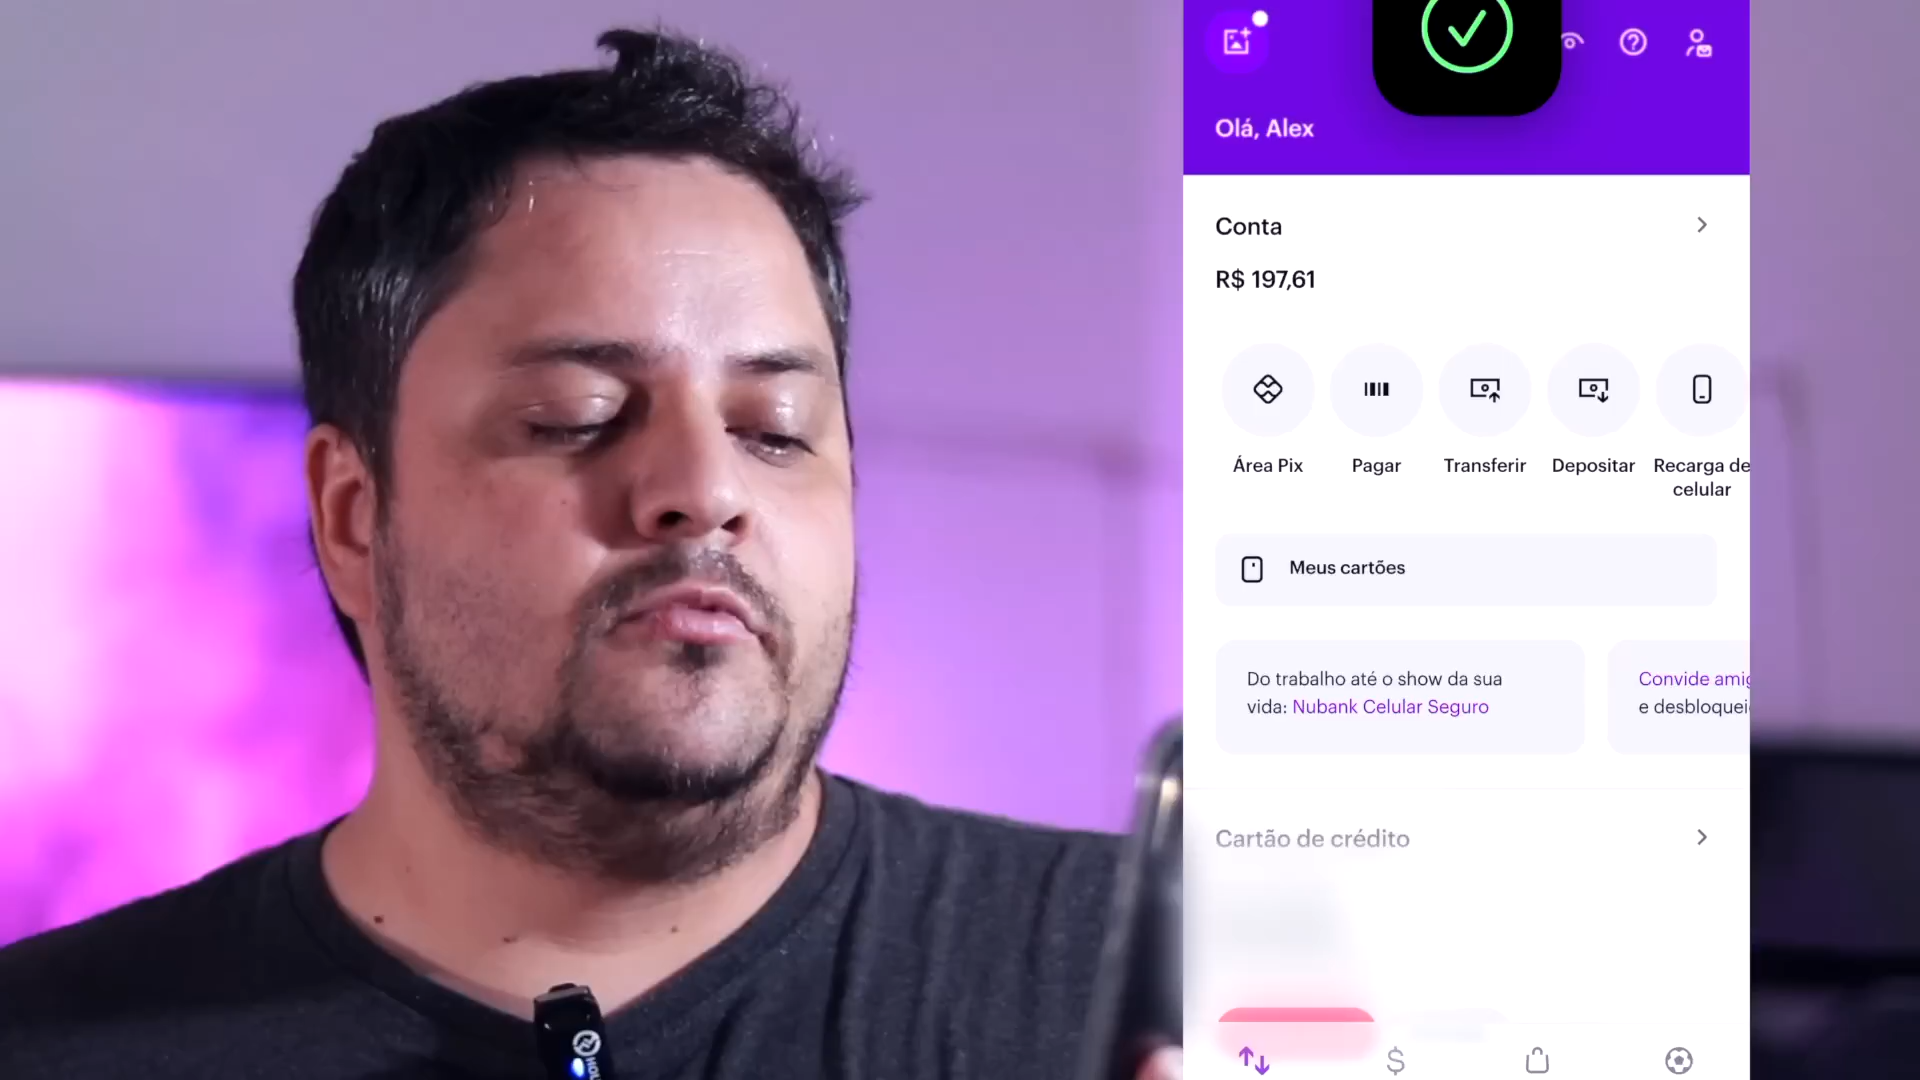 Olá, Alex
Conta
R$ 197,61
Área Pix
Pagar
Transferir
Depositar
Recarga de
celular
Meus cartões
Do trabalho até o show da sua
vida: Nubank Celular Seguro
Convide
e
Cartão de crédito